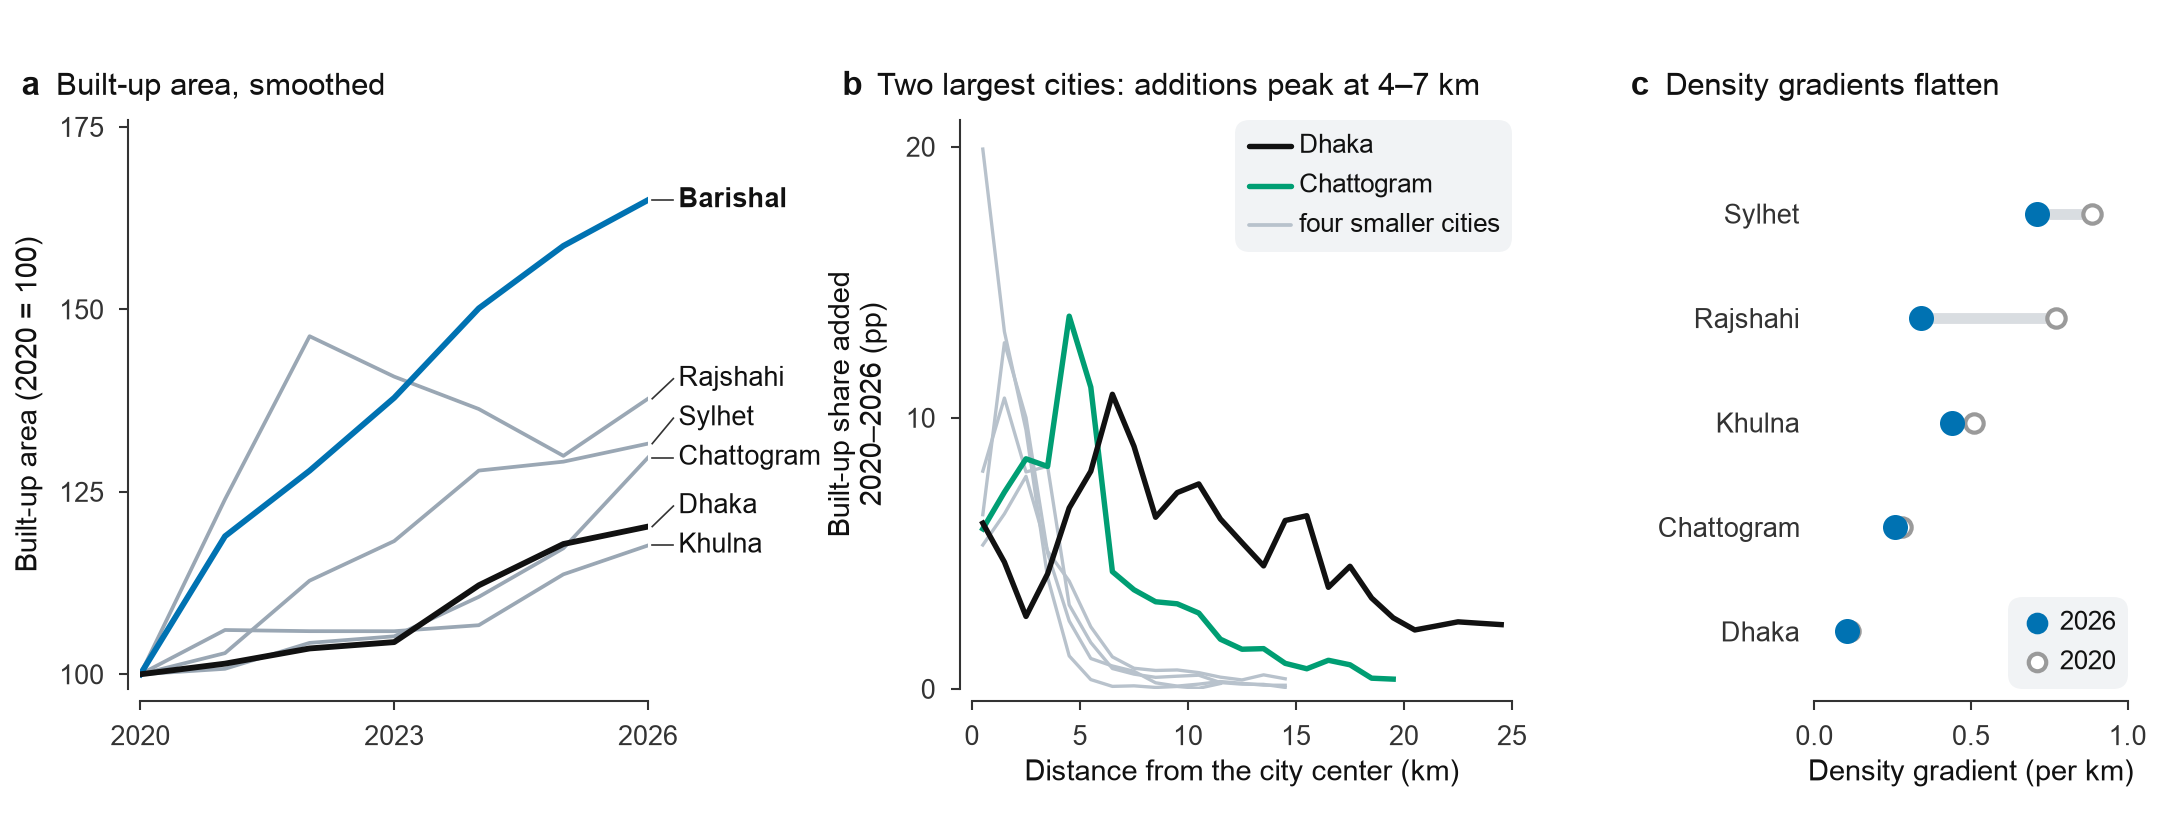 a Built-up area, smoothed
Built-up area (2020 = 100)
175
150
125
100
2020
2023
2026
Barishal
Rajshahi
Sylhet
Chattogram
Dhaka
Khulna
b Two largest cities: additions peak at 4–7 km
Built-up share added
2020–2026 (pp)
20
10
0
Dhaka
Chattogram
four smaller cities
0
5
10
15
20
25
Distance from the city center (km)
c Density gradients flatten
Sylhet
Rajshahi
Khulna
Chattogram
Dhaka
2026
2020
0.0
0.5
1.0
Density gradient (per km)